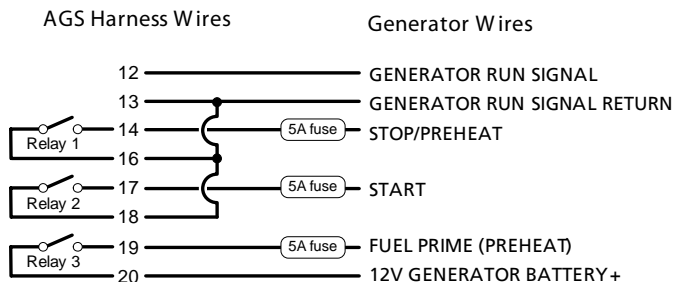 AGS Harness Wires Generator Wires
12 GENERATOR RUN SIGNAL
13 GENERATOR RUN SIGNAL RETURN
14 5A fuse STOP/PREHEAT
Relay 1
16
17 5A fuse START
Relay 2
18
19 5A fuse FUEL PRIME (PREHEAT)
Relay 3
20 12V GENERATOR BATTERY+